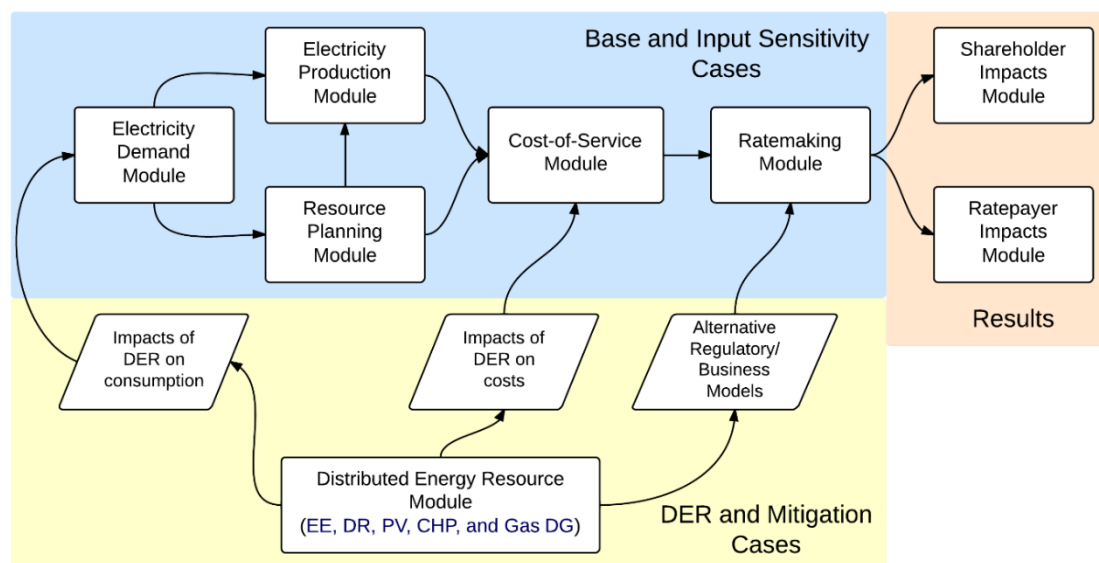 Base and Input Sensitivity
Cases
Electricity
Production
Module
Electricity
Demand
Module
Resource
Planning
Module
Cost-of-Service
Module
Ratemaking
Module
Shareholder
Impacts
Module
Ratepayer
Impacts
Module
Results
Impacts of
DER on
consumption
Impacts of
DER on
costs
Alternative
Regulatory/
Business
Models
Distributed Energy Resource
Module
(EE, DR, PV, CHP, and Gas DG)
DER and Mitigation
Cases